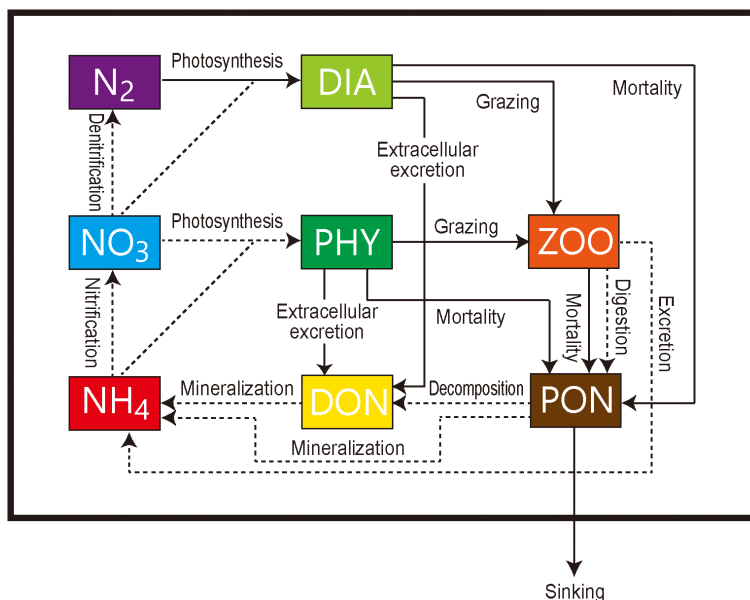 Photosynthesis
N2
DIA
Mortality
Grazing
Denitrification
Extracellular
excretion
Photosynthesis
NO3
PHY
Grazing
ZOO
Nitrification
Extracellular
excretion
Mortality
Mortality
Digestion
Excretion
NH4
Mineralization
DON
Decomposition
PON
Mineralization
Sinking